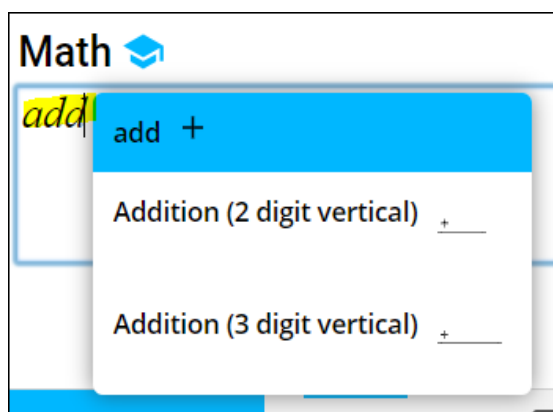 Math
add
add +
Addition (2 digit vertical) +
Addition (3 digit vertical) +